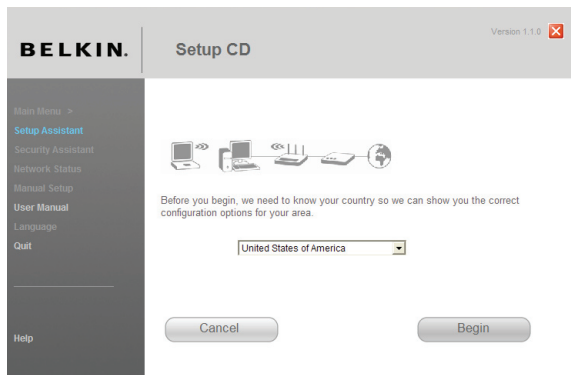 BELKIN.
Setup CD
Version 1.1.0
Main Menu >
Setup Assistant
Security Assistant
Network Status
Manual Setup
User Manual
Language
Quit
Help
Before you begin, we need to know your country so we can show you the correct
configuration options for your area.
United States of America
Cancel
Begin